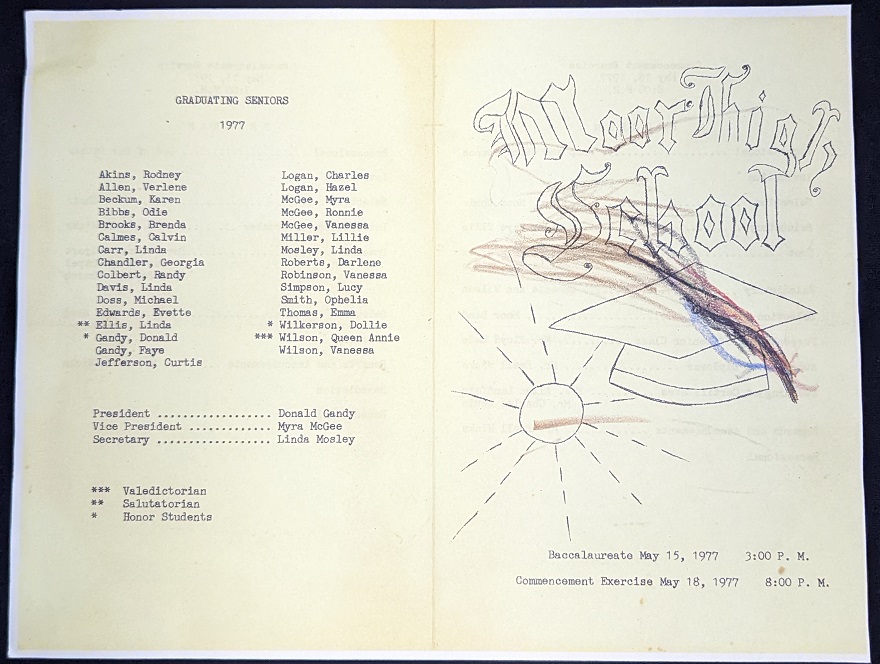 GRADUATING SENIORS
1977
Akins, Rodney
Allen, Verlene
Beckum, Karen
Bibbs, Odie
Brooks, Brenda
Calmes, Calvin
Carr, Linda
Chandler, Georgia
Colbert, Randy
Davis, Linda
Doss, Michael
Edwards, Evette
** Ellis, Linda
* Gandy, Donald
Gandy, Faye
Jefferson, Curtis
Logan, Charles
Logan, Hazel
McGee, Myra
McGee, Ronnie
McGee, Vanessa
Miller, Lillie
Mosley, Linda
Roberts, Darlene
Robinson, Vanessa
Simpson, Lucy
Smith, Ophelia
Thomas, Emma
* Wilkerson, Dollie
*** Wilson, Queen Annie
Wilson, Vanessa
President .................. Donald Gandy
Vice President ............. Myra McGee
Secretary .................. Linda Mosley
*** Valedictorian
** Salutatorian
* Honor Students
Moor High
School
Baccalaureate May 15, 1977 3:00 P. M.
Commencement Exercise May 18, 1977 8:00 P. M.